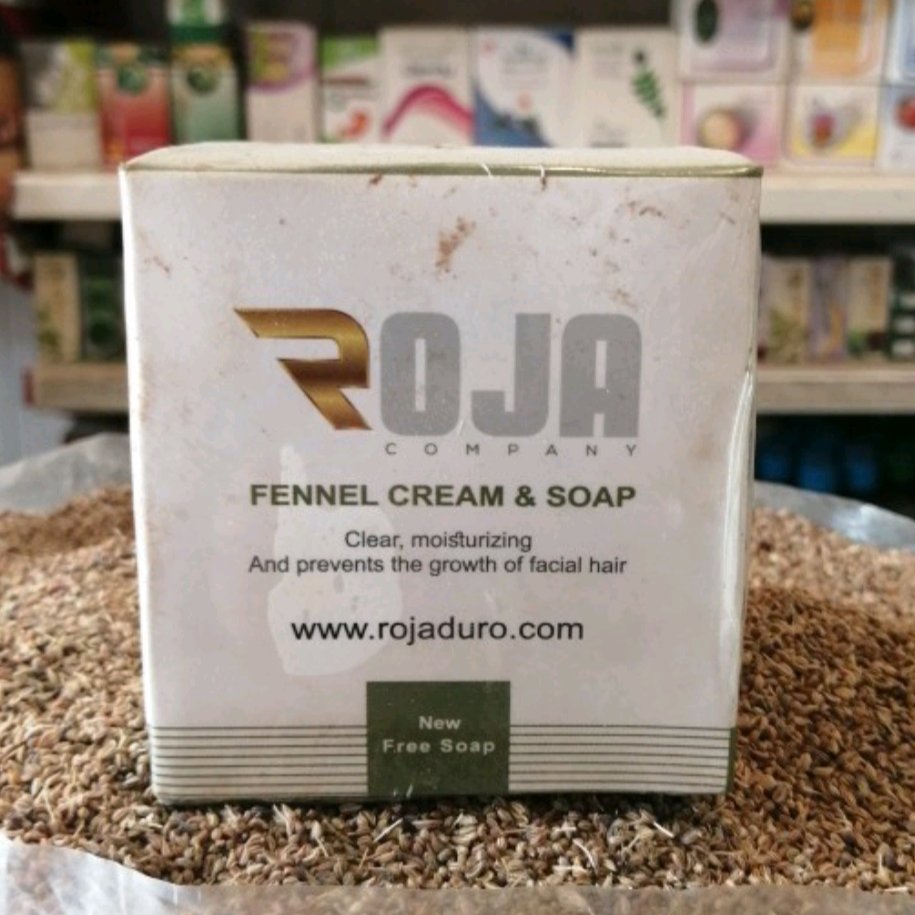 ROJA
COMPANY
FENNEL CREAM & SOAP
Clear, moisturizing
And prevents the growth of facial hair
www.rojaduro.com
New
Free Soap